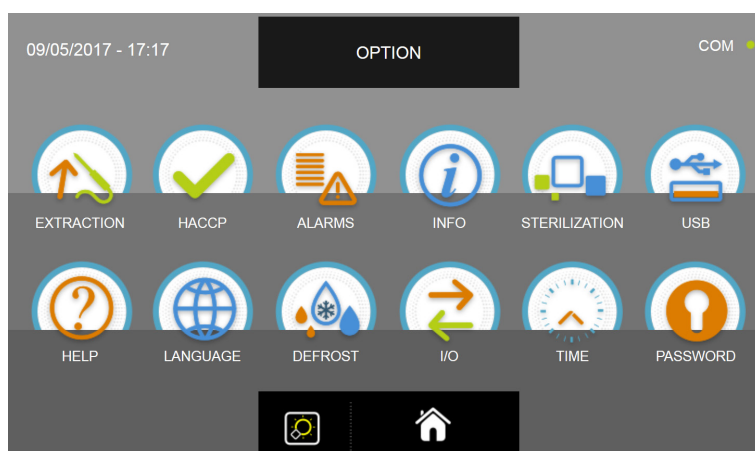 09/05/2017 - 17:17
OPTION
COM
EXTRACTION
HACCP
ALARMS
INFO
STERILIZATION
USB
HELP
LANGUAGE
DEFROST
I/O
TIME
PASSWORD